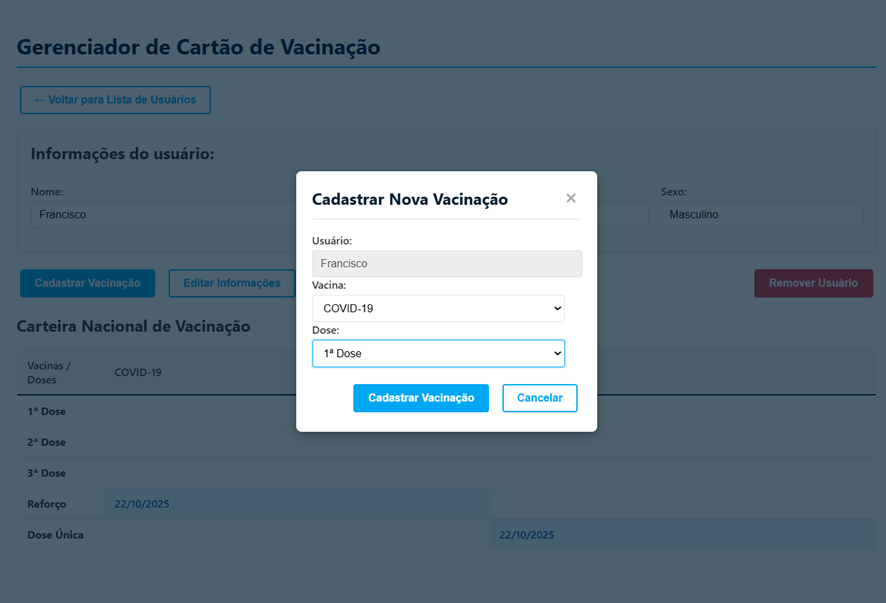 Gerenciador de Cartão de Vacinação
← Voltar para Lista de Usuários
Informações do usuário:
Nome:
Sexo:
Francisco
Masculino
Cadastrar Vacinação
Editar Informações
Remover Usuário
Carteira Nacional de Vacinação
Vacinas /
Doses
COVID-19
1ª Dose
2ª Dose
3ª Dose
Reforço
22/10/2025
Dose Única
22/10/2025
Cadastrar Nova Vacinação
×
Usuário:
Francisco
Vacina:
COVID-19
Dose:
1ª Dose
Cadastrar Vacinação
Cancelar